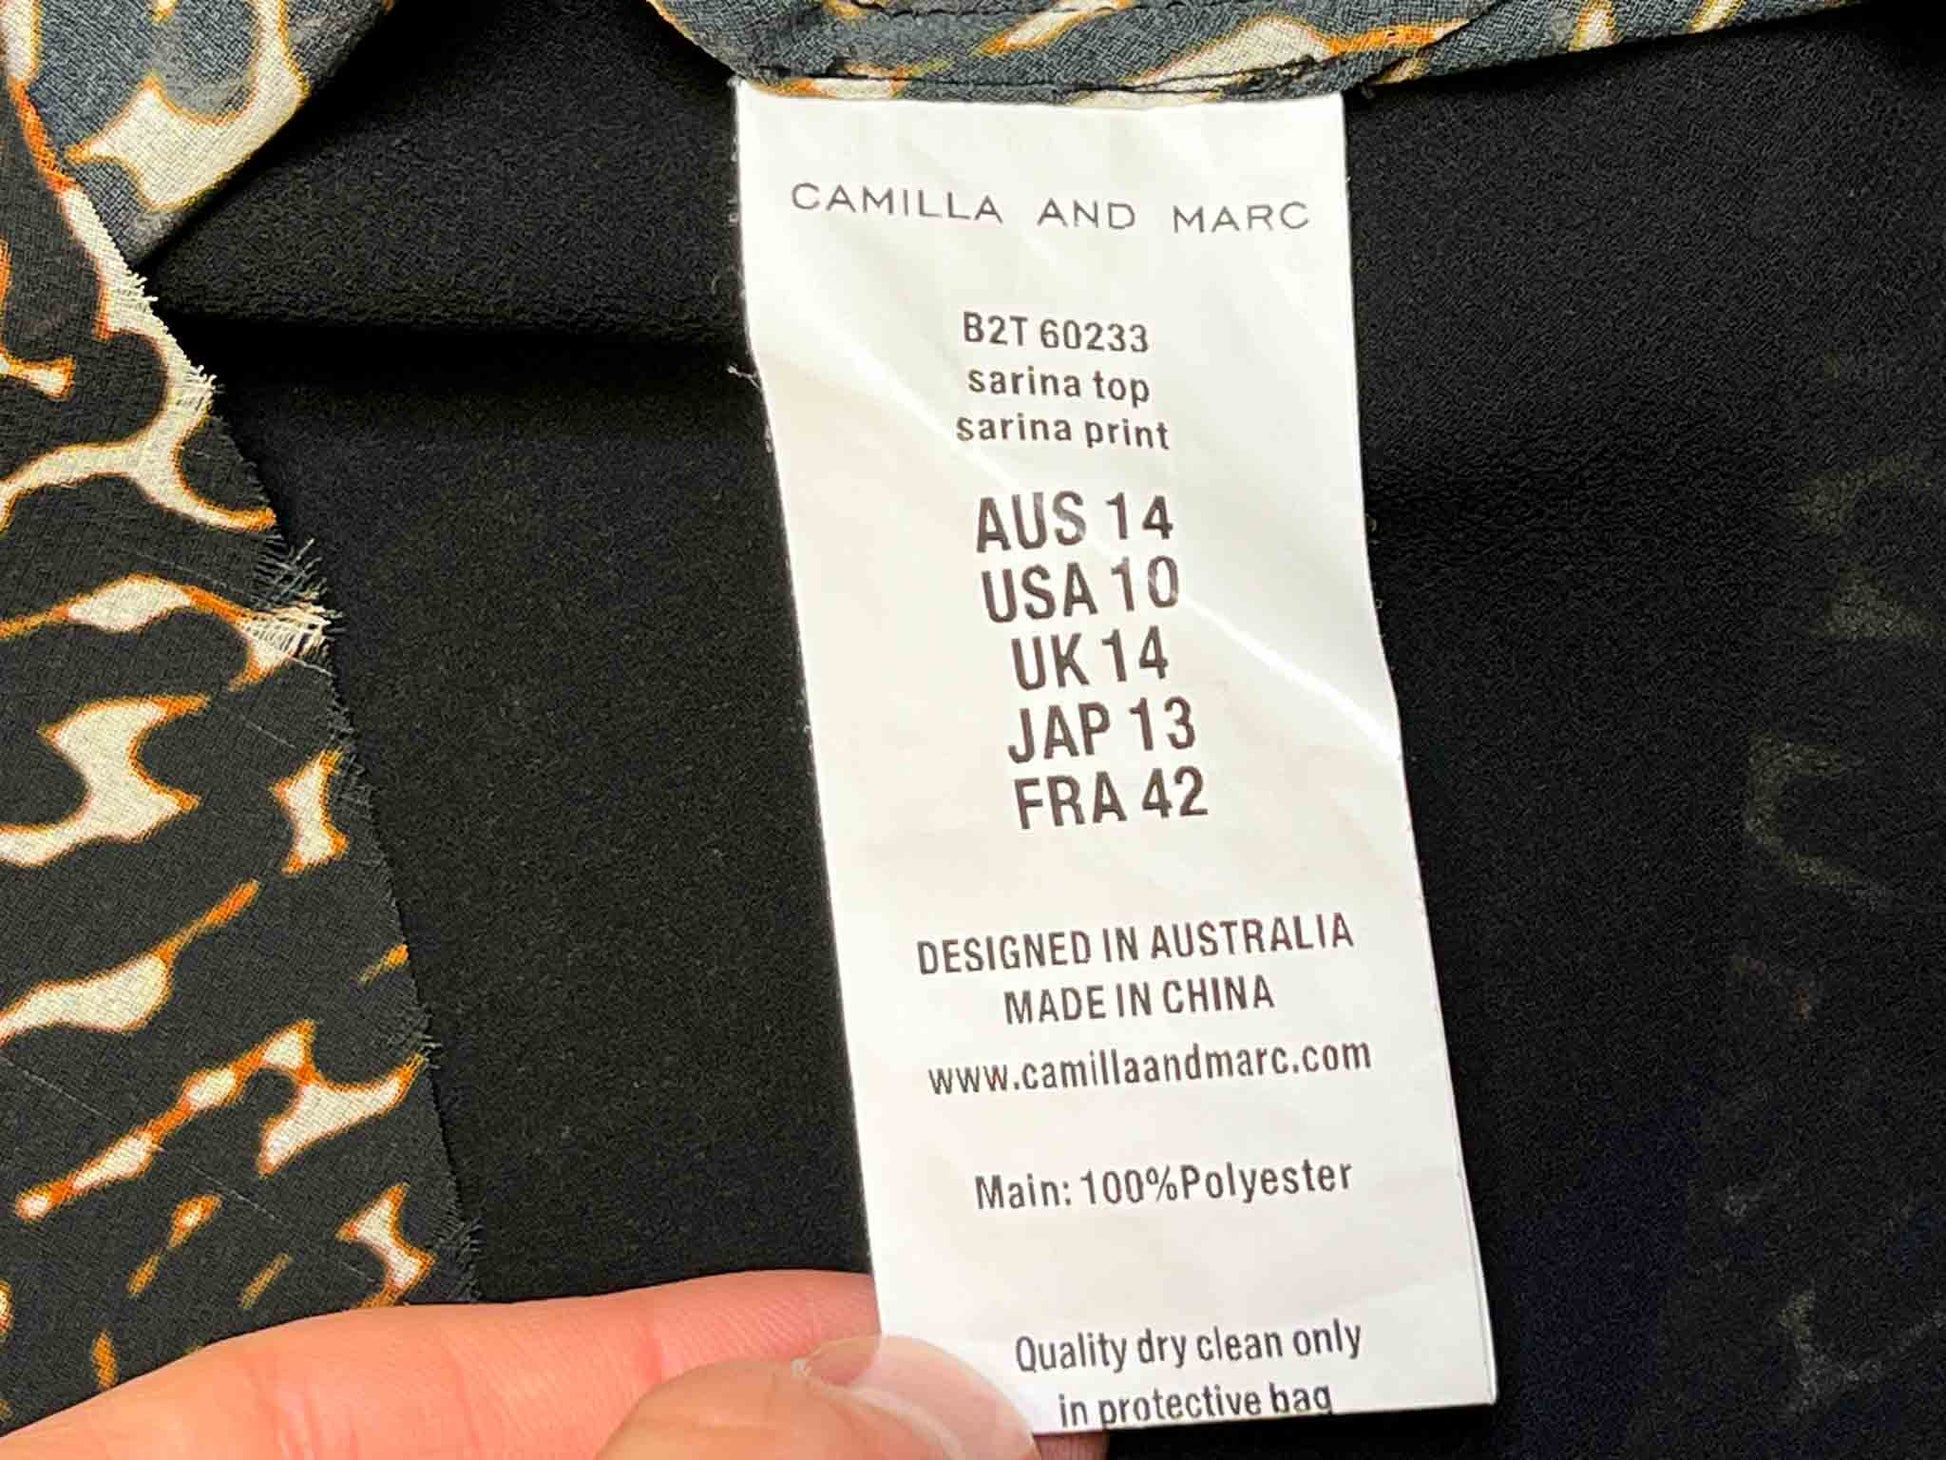 CAMILLA AND MARC
B2T 60233
sarina top
sarina print
AUS 14
USA 10
UK 14
JAP 13
FRA 42
DESIGNED IN AUSTRALIA
MADE IN CHINA
www.camillaandmarc.com
Main: 100%Polyester
Quality dry clean only
in protective bag